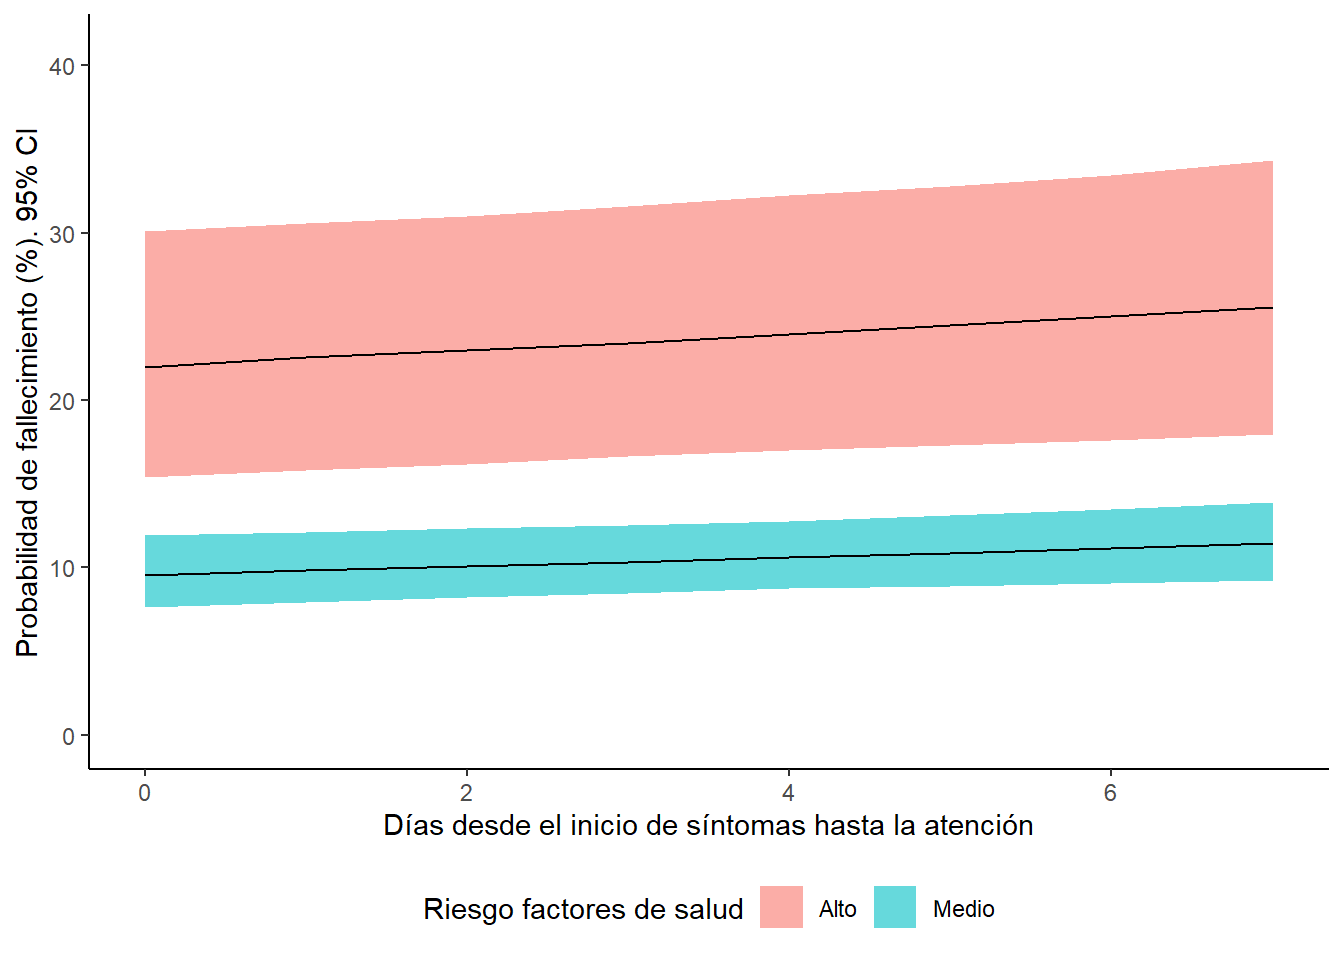 Probabilidad de fallecimiento (%). 95% CI
40
30
20
10
0
0 2 4 6
Días desde el inicio de síntomas hasta la atención
Riesgo factores de salud Alto Medio